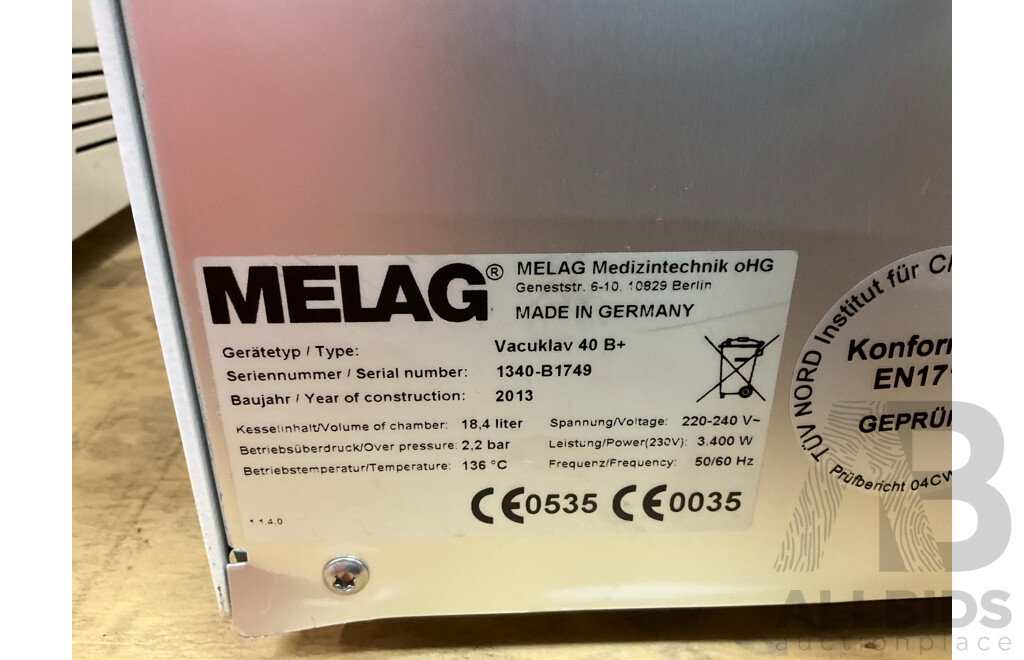 MELAG® MELAG Medizintechnik oHG
Geneststr. 6-10, 10829 Berlin
MADE IN GERMANY
Gerätetyp / Type: Vacuklav 40 B+
Seriennummer / Serial number: 1340-B1749
Baujahr / Year of construction: 2013
Kesselinhalt/Volume of chamber: 18,4 liter Spannung/Voltage: 220-240 V~
Betriebsüberdruck/Over pressure: 2,2 bar Leistung/Power(230V): 3.400 W
Betriebstemperatur/Temperature: 136 °C Frequenz/Frequency: 50/60 Hz
CE0535 CE0035
1.1.4.0
TÜV NORD Institut für
Konfor
EN17
GEPRÜ
Prüfbericht 04CW
AB
ALLBIDS
auctionplace